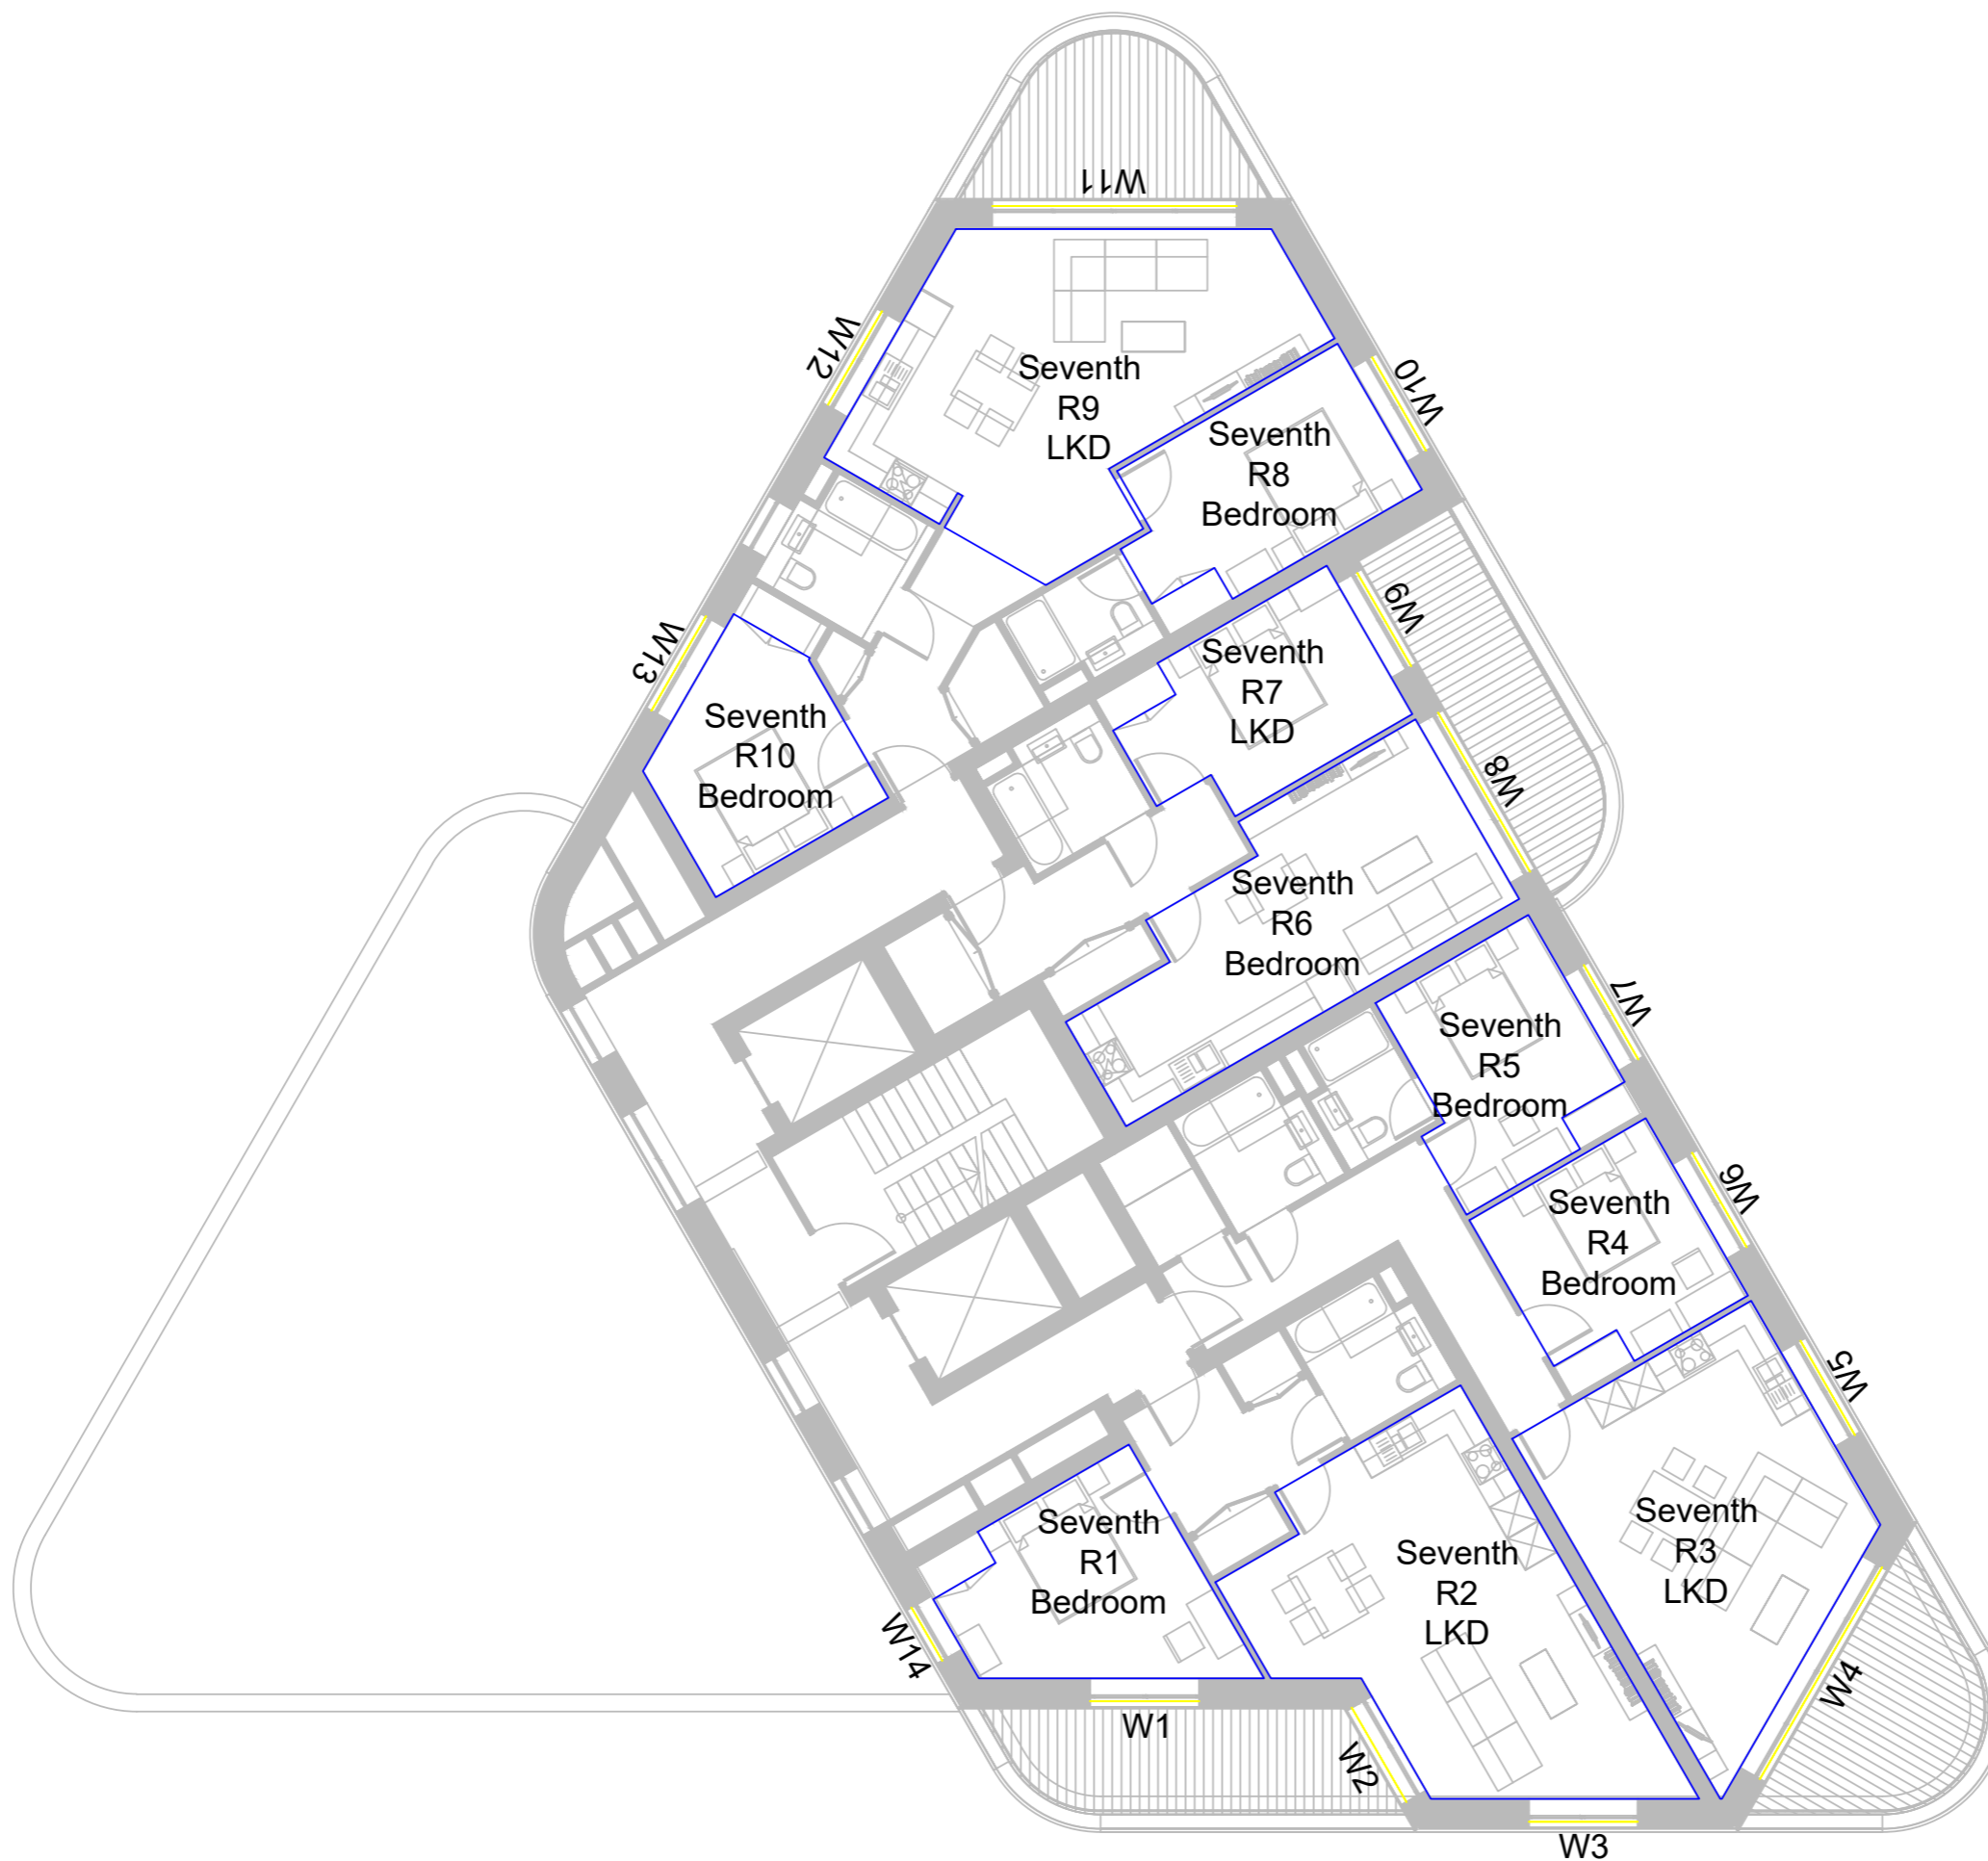 W11
W12
Seventh
R9
LKD
W10
Seventh
R8
Bedroom
W9
W13
Seventh
R7
LKD
Seventh
R10
Bedroom
W8
Seventh
R6
Bedroom
W7
Seventh
R5
Bedroom
W6
Seventh
R4
Bedroom
W5
Seventh
R3
LKD
Seventh
R1
Bedroom
Seventh
R2
LKD
W14
W4
W1
W2
W3